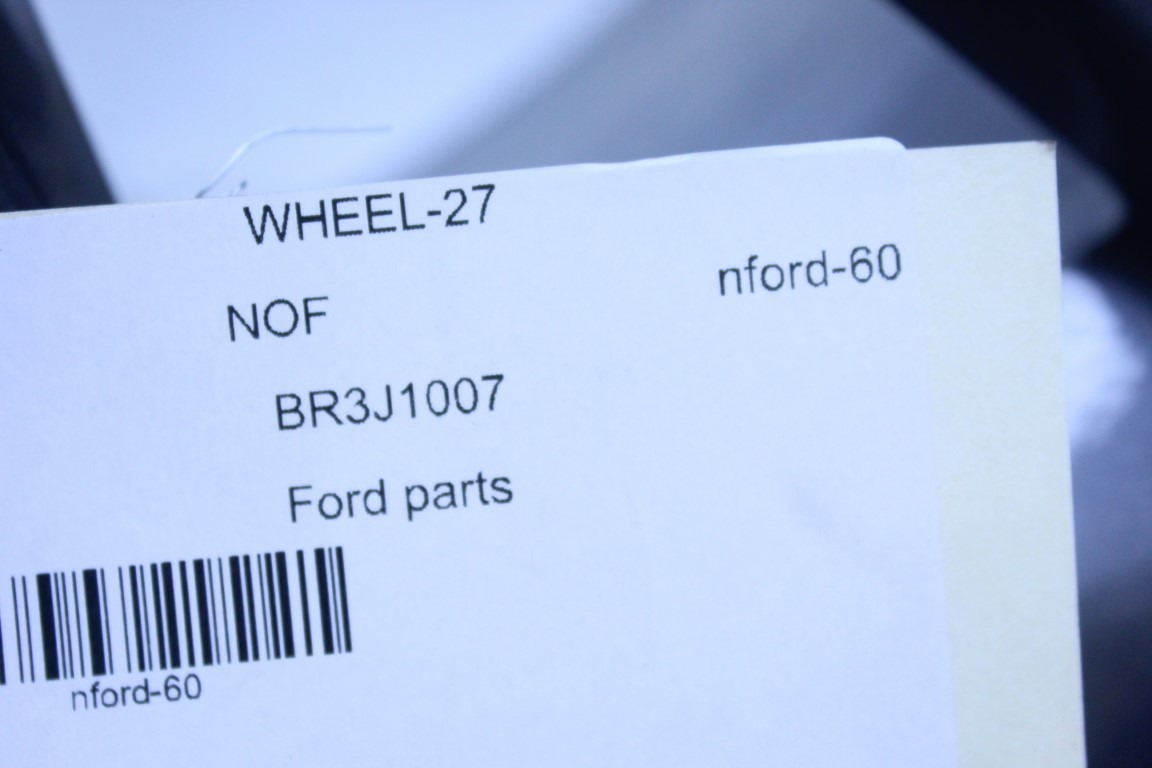 WHEEL-27
nford-60
NOF
BR3J1007
Ford parts
nford-60